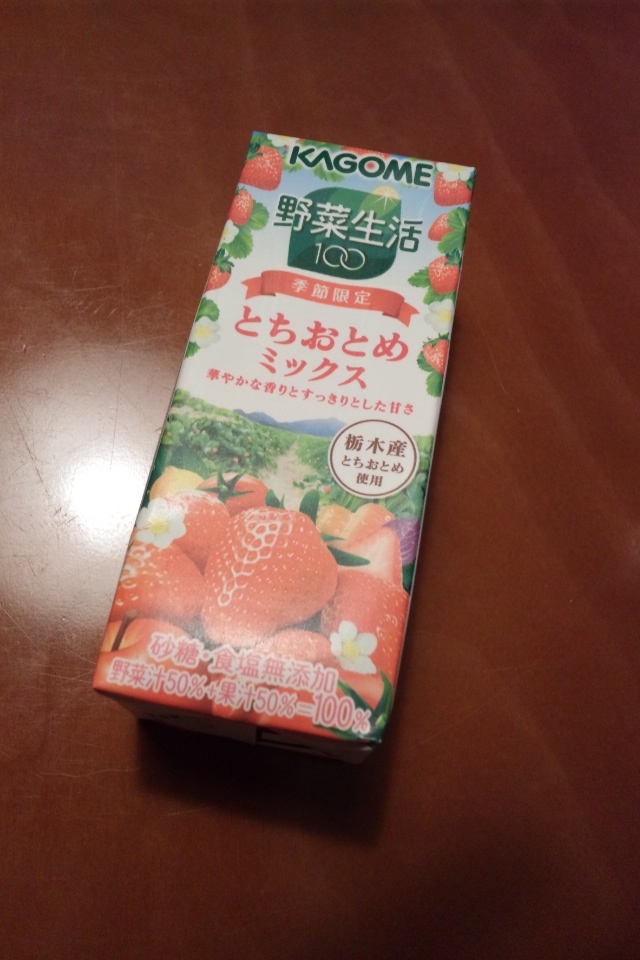 KAGOME
野菜生活
100
季節限定
とちおとめ
ミックス
華やかな香りとすっきりとした甘さ
栃木産
とちおとめ
使用
砂糖・食塩無添加
野菜汁50%+果汁50%=100%